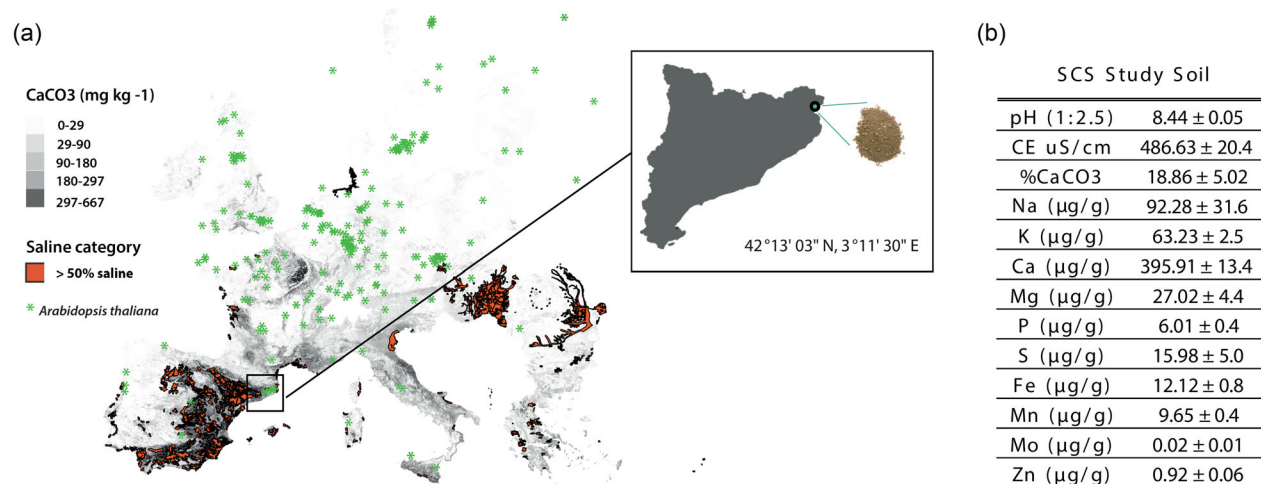 (a)
CaCO3 (mg kg -1)
0-29
29-90
90-180
180-297
297-667
Saline category
> 50% saline
* Arabidopsis thaliana
42°13' 03" N, 3°11' 30" E
(b)
SCS Study Soil
pH (1:2.5) 8.44 ± 0.05
CE uS/cm 486.63 ± 20.4
%CaCO3 18.86 ± 5.02
Na (µg/g) 92.28 ± 31.6
K (µg/g) 63.23 ± 2.5
Ca (µg/g) 395.91 ± 13.4
Mg (µg/g) 27.02 ± 4.4
P (µg/g) 6.01 ± 0.4
S (µg/g) 15.98 ± 5.0
Fe (µg/g) 12.12 ± 0.8
Mn (µg/g) 9.65 ± 0.4
Mo (µg/g) 0.02 ± 0.01
Zn (µg/g) 0.92 ± 0.06